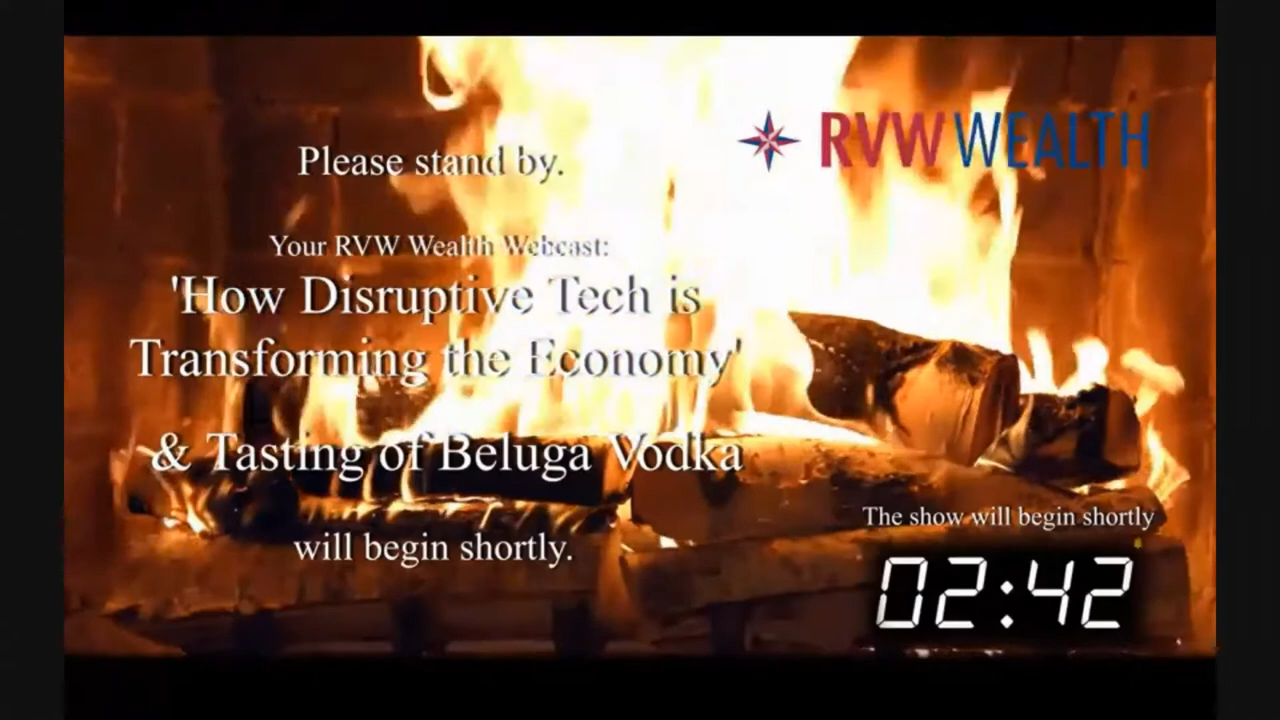 RVW WEALTH
Please stand by.
Your RVW Wealth Webcast:
'How Disruptive Tech is
Transforming the Economy'
& Tasting of Beluga Vodka
will begin shortly.
The show will begin shortly
02:42